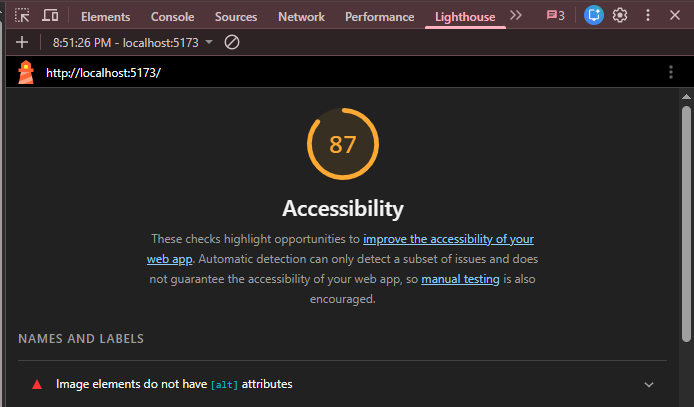 Elements Console Sources Network Performance Lighthouse 3
8:51:26 PM - localhost:5173
http://localhost:5173/
87
Accessibility
These checks highlight opportunities to improve the accessibility of your
web app. Automatic detection can only detect a subset of issues and does
not guarantee the accessibility of your web app, so manual testing is also
encouraged.
NAMES AND LABELS
Image elements do not have [alt] attributes